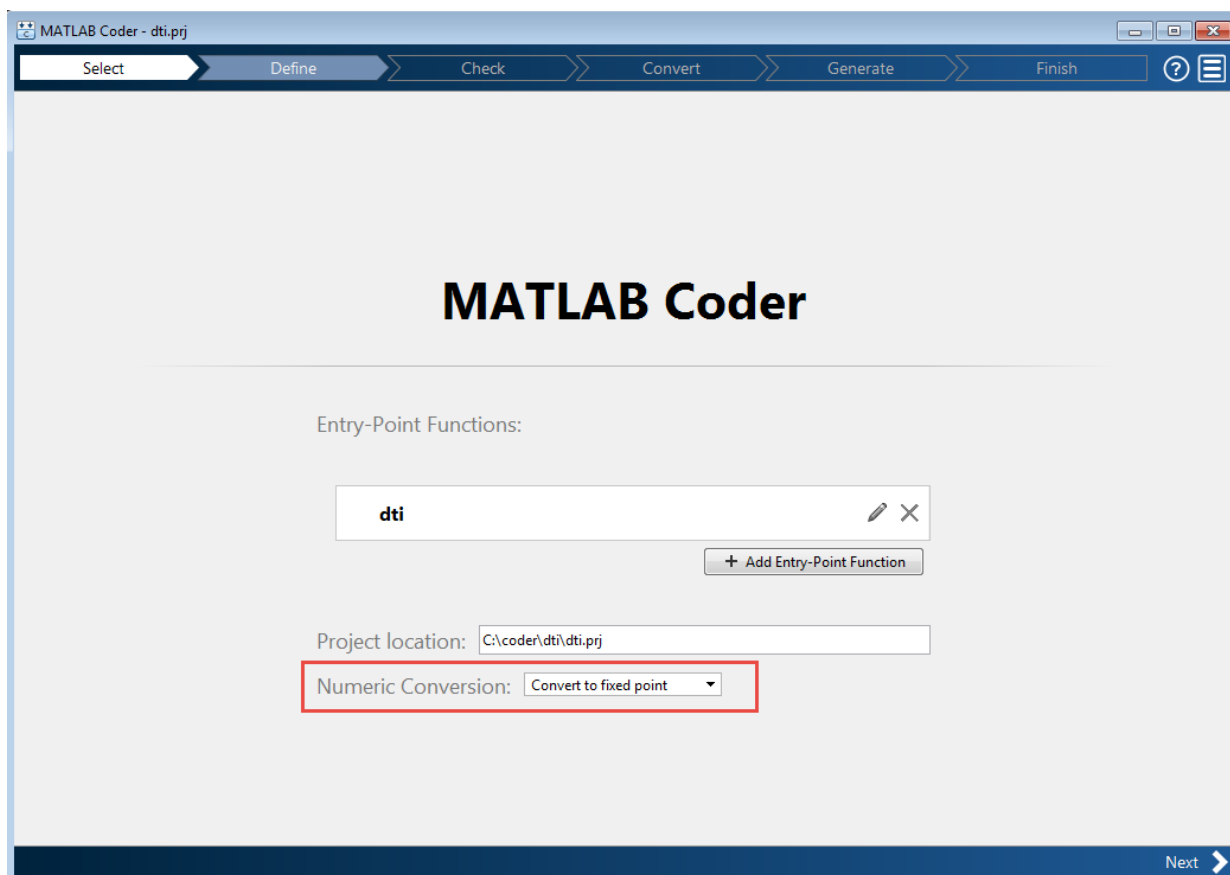 MATLAB Coder - dti.prj
Select Define Check Convert Generate Finish ?
MATLAB Coder
Entry-Point Functions:
dti
+ Add Entry-Point Function
Project location: C:\coder\dti\dti.prj
Numeric Conversion: Convert to fixed point
Next